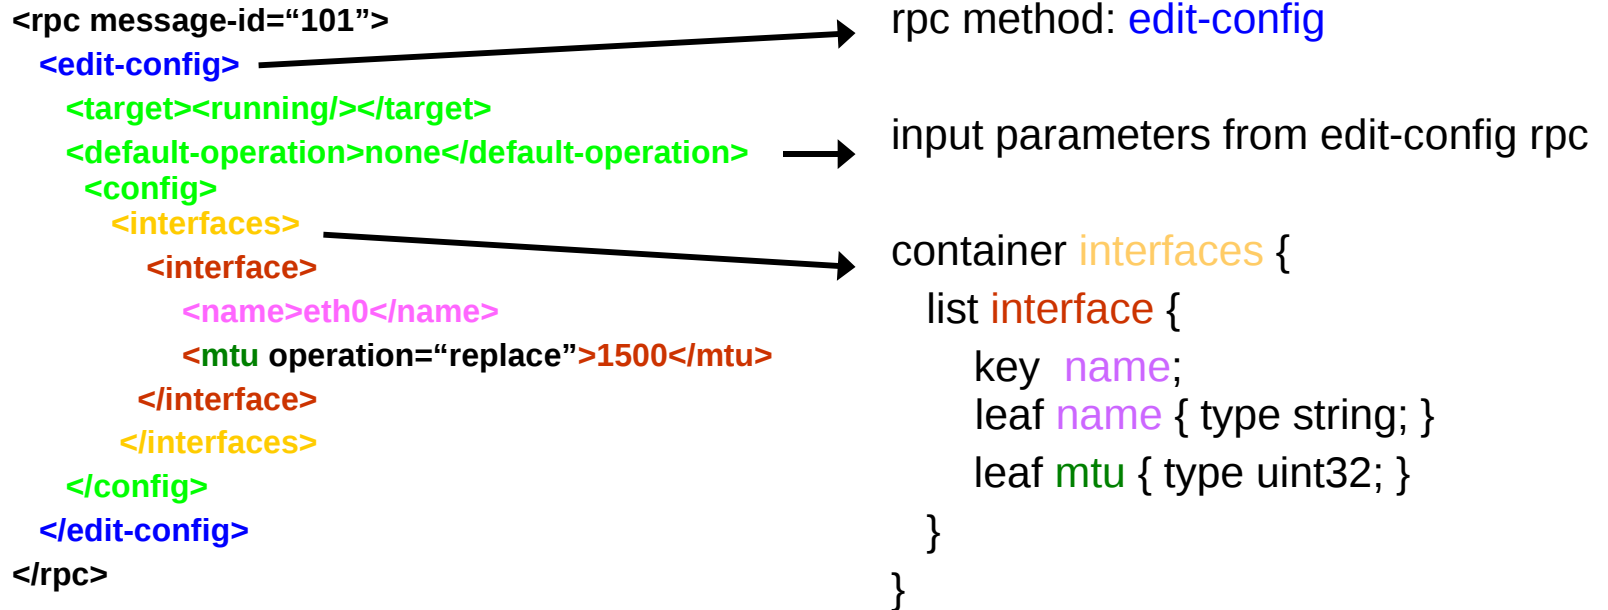 <rpc message-id=“101”>
<edit-config>
<target><running/></target>
<default-operation>none</default-operation>
<config>
<interfaces>
<interface>
<name>eth0</name>
<mtu operation=“replace”>1500</mtu>
</interface>
</interfaces>
</config>
</edit-config>
</rpc>
rpc method: edit-config
input parameters from edit-config rpc
container interfaces {
list interface {
key name;
leaf name { type string; }
leaf mtu { type uint32; }
}
}